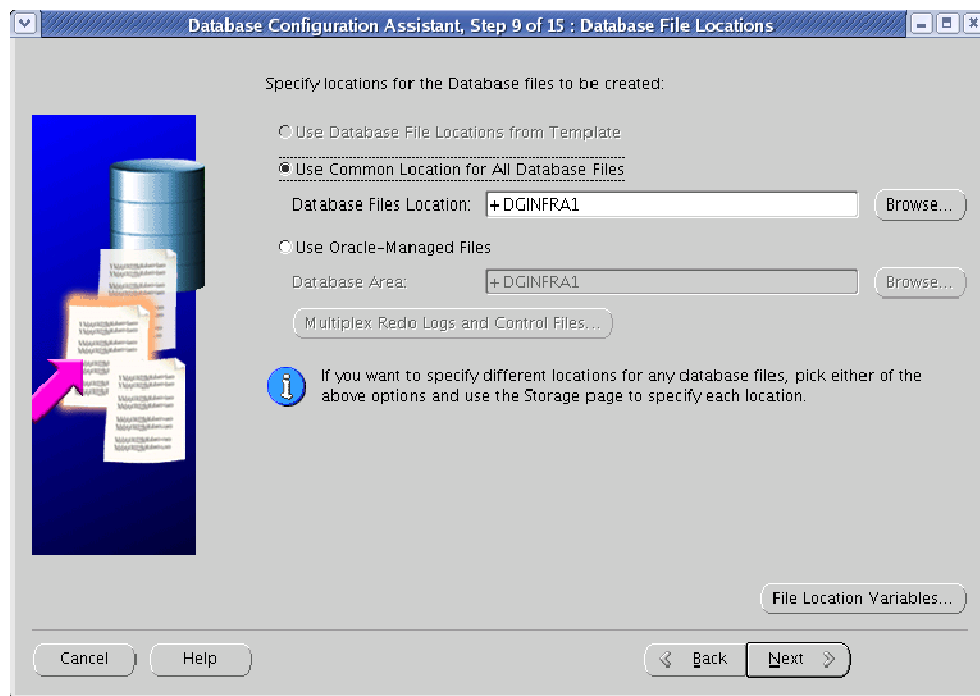 Database Configuration Assistant, Step 9 of 15 : Database File Locations
Specify locations for the Database files to be created:
Use Database File Locations from Template
Use Common Location for All Database Files
Database Files Location: +DGINFRA1 Browse...
Use Oracle-Managed Files
Database Area: +DGINFRA1 Browse...
Multiplex Redo Logs and Control Files...
If you want to specify different locations for any database files, pick either of the
above options and use the Storage page to specify each location.
File Location Variables...
Cancel Help Back Next